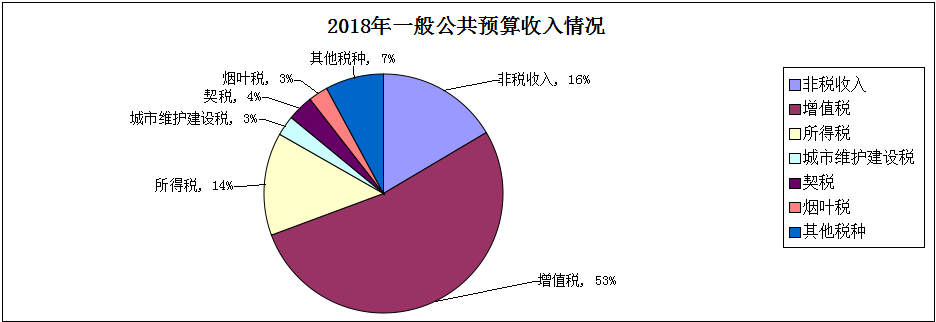 2018年一般公共预算收入情况
其他税种, 7%
烟叶税, 3%
契税, 4%
城市维护建设税, 3%
所得税, 14%
非税收入, 16%
增值税, 53%
非税收入
增值税
所得税
城市维护建设税
契税
烟叶税
其他税种